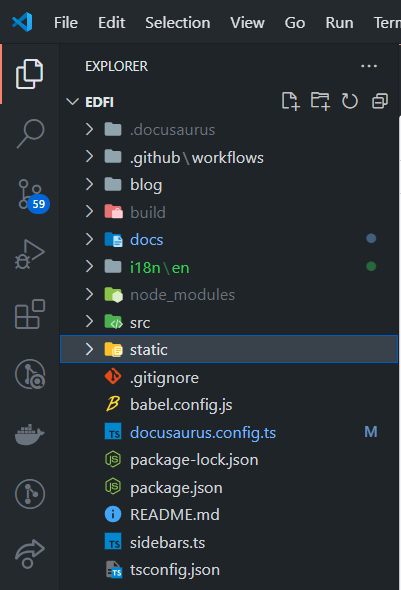 File Edit Selection View Go Run Term
EXPLORER ...
EDFI
.docusaurus
.github\workflows
blog
build
docs
i18n\en
node_modules
src
static
.gitignore
babel.config.js
docusaurus.config.ts M
package-lock.json
package.json
README.md
sidebars.ts
tsconfig.json
59